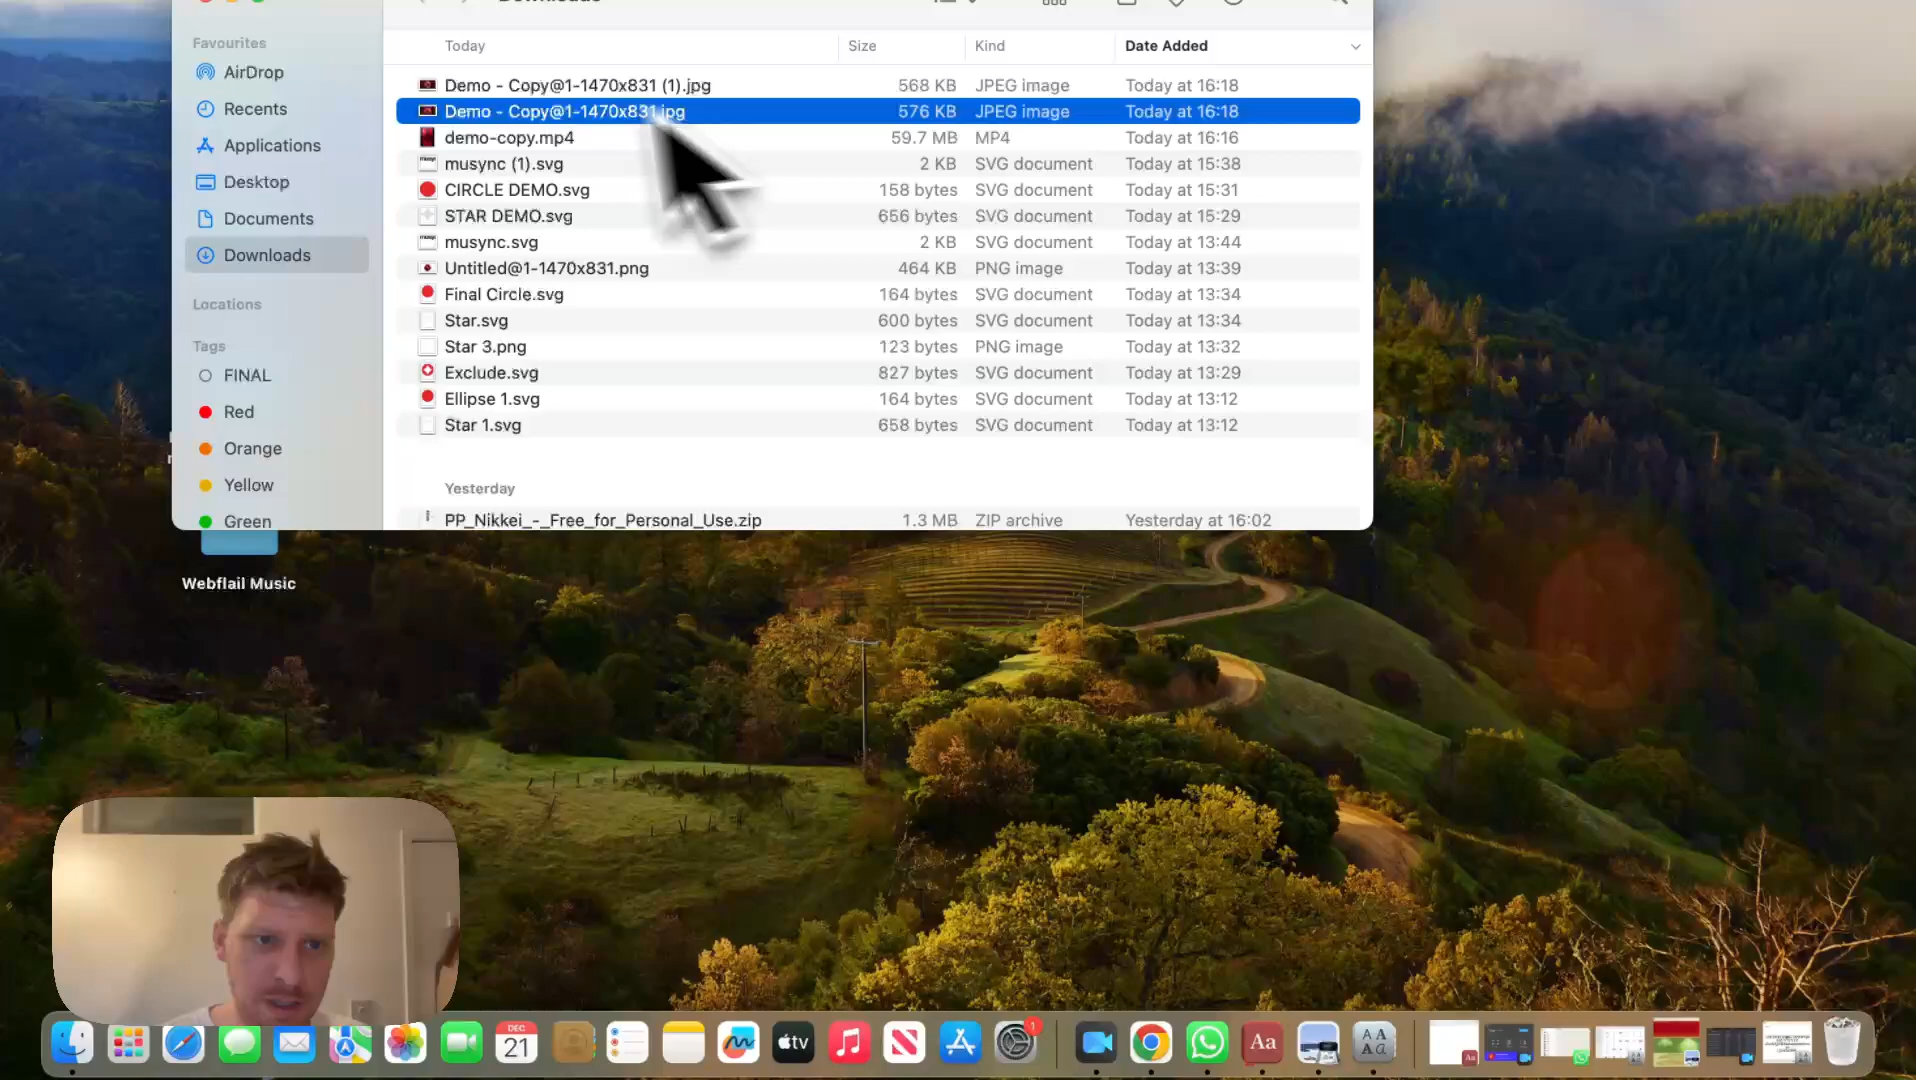 Favourites
AirDrop
Recents
Applications
Desktop
Documents
Downloads
Locations
Tags
FINAL
Red
Orange
Yellow
Green
Today Size Kind Date Added
Demo - Copy@1-1470x831 (1).jpg 568 KB JPEG image Today at 16:18
Demo - Copy@1-1470x831.jpg 576 KB JPEG image Today at 16:18
demo-copy.mp4 59.7 MB MP4 Today at 16:16
musync (1).svg 2 KB SVG document Today at 15:38
CIRCLE DEMO.svg 158 bytes SVG document Today at 15:31
STAR DEMO.svg 656 bytes SVG document Today at 15:29
musync.svg 2 KB SVG document Today at 13:44
Untitled@1-1470x831.png 464 KB PNG image Today at 13:39
Final Circle.svg 164 bytes SVG document Today at 13:34
Star.svg 600 bytes SVG document Today at 13:34
Star 3.png 123 bytes PNG image Today at 13:32
Exclude.svg 827 bytes SVG document Today at 13:29
Ellipse 1.svg 164 bytes SVG document Today at 13:12
Star 1.svg 658 bytes SVG document Today at 13:12
Yesterday
PP_Nikkei_-_Free_for_Personal_Use.zip 1.3 MB ZIP archive Yesterday at 16:02
Webflail Music
DEC
21
tv
1
Aa
A A
A a